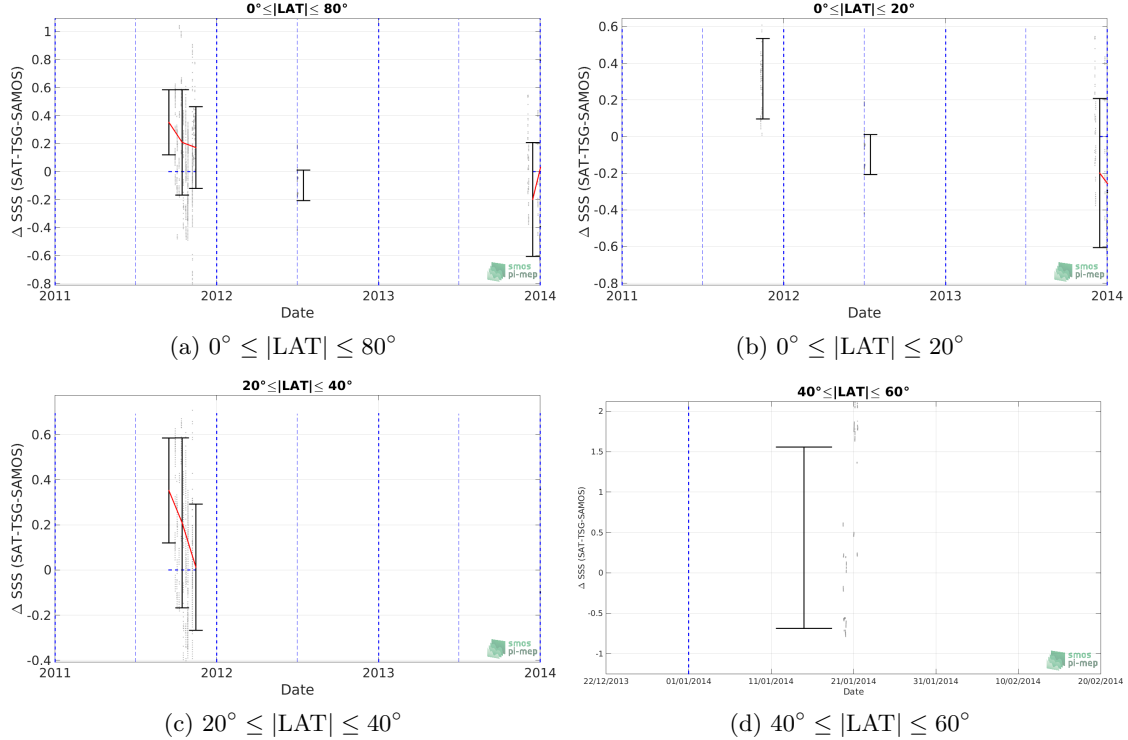 0°≤|LAT|≤ 80°
Δ SSS (SAT-TSG-SAMOS)
1
0.8
0.6
0.4
0.2
0
-0.2
-0.4
-0.6
-0.8
2011
2012
2013
2014
Date
smos
pi-mep
(a) 0° ≤ |LAT| ≤ 80°
0°≤|LAT|≤ 20°
Δ SSS (SAT-TSG-SAMOS)
0.6
0.4
0.2
0
-0.2
-0.4
-0.6
-0.8
2011
2012
2013
2014
Date
smos
pi-mep
(b) 0° ≤ |LAT| ≤ 20°
20°≤|LAT|≤ 40°
Δ SSS (SAT-TSG-SAMOS)
0.6
0.4
0.2
0
-0.2
-0.4
2011
2012
2013
2014
Date
smos
pi-mep
(c) 20° ≤ |LAT| ≤ 40°
40°≤|LAT|≤ 60°
Δ SSS (SAT-TSG-SAMOS)
2
1.5
1
0.5
0
-0.5
-1
22/12/2013
01/01/2014
11/01/2014
21/01/2014
31/01/2014
10/02/2014
20/02/2014
Date
smos
pi-mep
(d) 40° ≤ |LAT| ≤ 60°